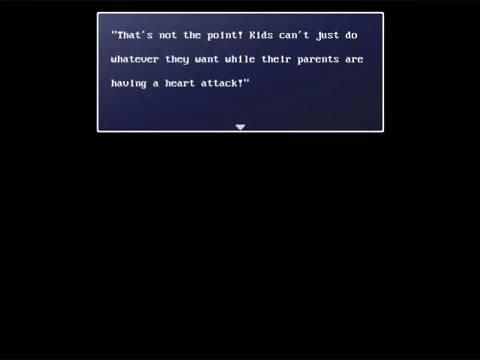 "That's not the point! Kids can't just do
whatever they want while their parents are
having a heart attack!"